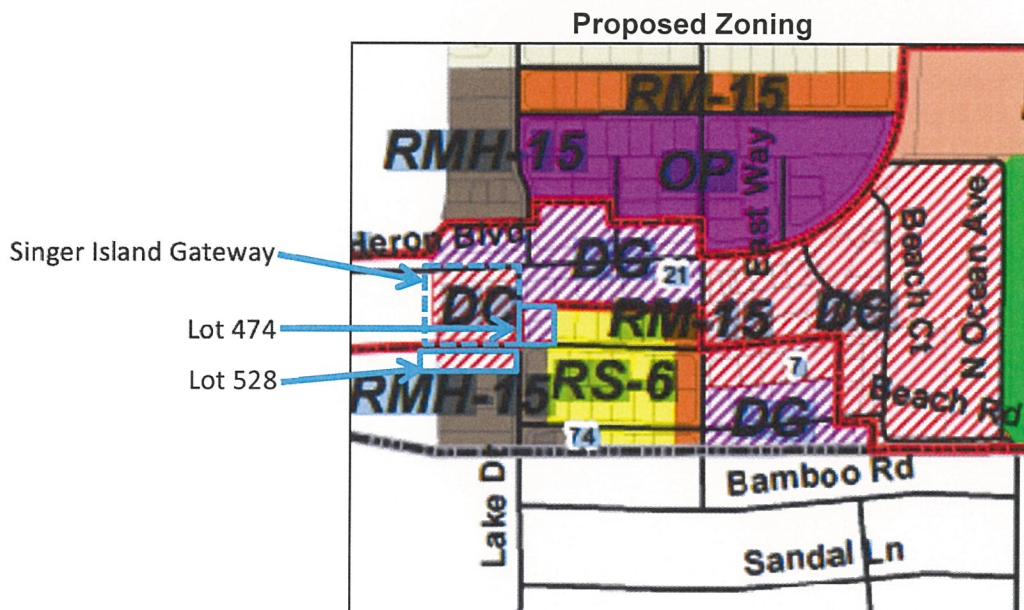 Proposed Zoning
RM-15
RMH-15
OP
East Way
Heron Blvd
DG
21
Singer Island Gateway
DC
Lot 474
RM-15
DC
Beach Ct
N Ocean Ave
Lot 528
RMH-15
RS-6
7
DG
Beach Rd
74
Lake Dr
Bamboo Rd
Sandal Ln